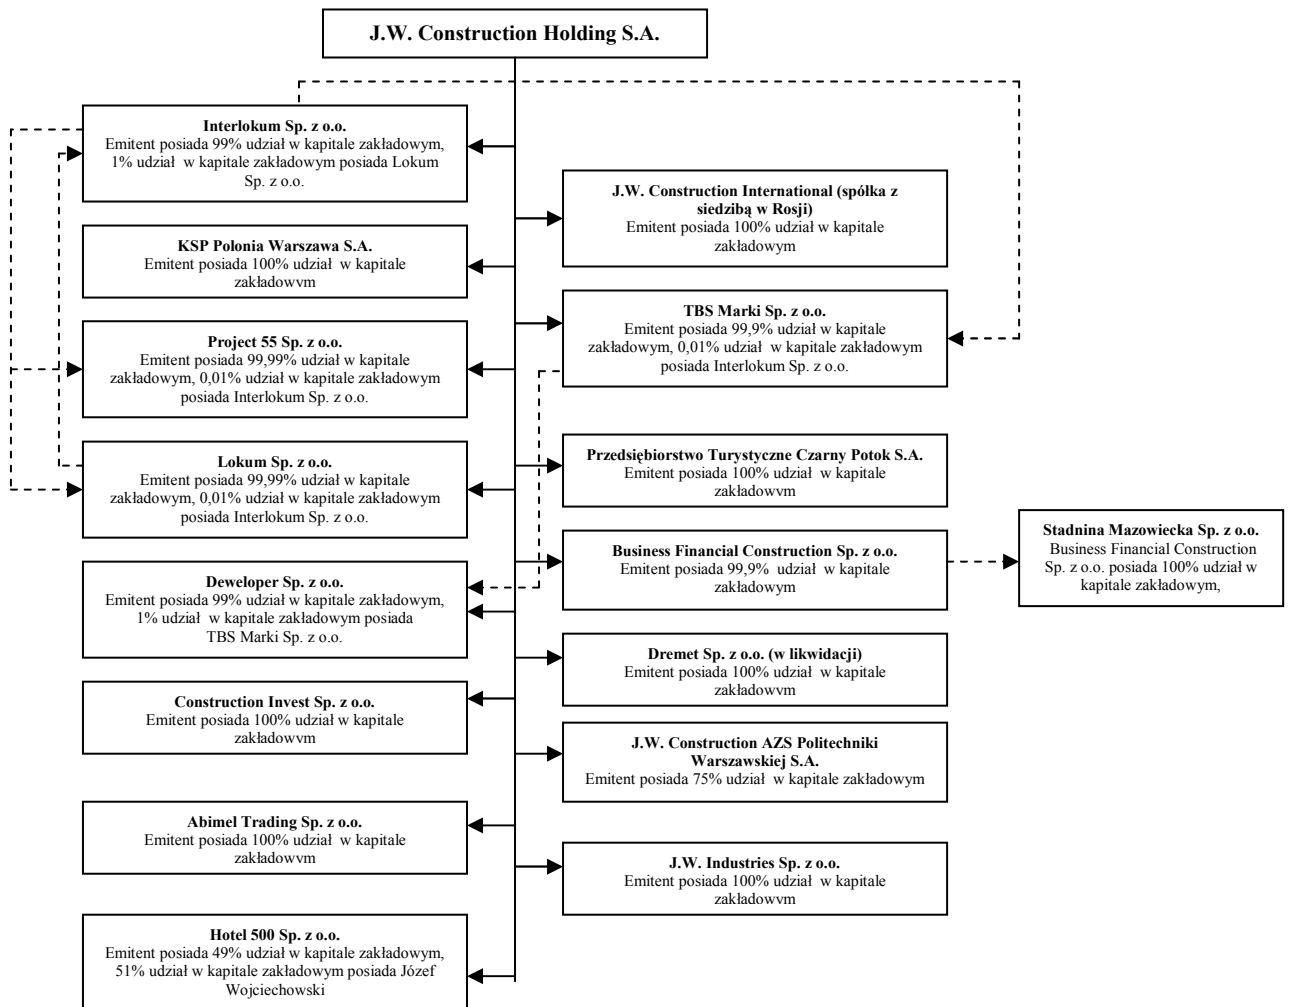 J.W. Construction Holding S.A.
Interlokum Sp. z o.o.
Emitent posiada 99% udział w kapitale zakładowym,
1% udział w kapitale zakładowym posiada Lokum
Sp. z o.o.
J.W. Construction International (spółka z
siedzibą w Rosji)
Emitent posiada 100% udział w kapitale
zakładowym
KSP Polonia Warszawa S.A.
Emitent posiada 100% udział w kapitale
zakładowym
TBS Marki Sp. z o.o.
Emitent posiada 99,9% udział w kapitale
zakładowym, 0,01% udział w kapitale zakładowym
posiada Interlokum Sp. z o.o.
Project 55 Sp. z o.o.
Emitent posiada 99,99% udział w kapitale
zakładowym, 0,01% udział w kapitale zakładowym
posiada Interlokum Sp. z o.o.
Przedsiębiorstwo Turystyczne Czarny Potok S.A.
Emitent posiada 100% udział w kapitale
zakładowym
Lokum Sp. z o.o.
Emitent posiada 99,99% udział w kapitale
zakładowym, 0,01% udział w kapitale zakładowym
posiada Interlokum Sp. z o.o.
Business Financial Construction Sp. z o.o.
Emitent posiada 99,9% udział w kapitale
zakładowym
Stadnina Mazowiecka Sp. z o.o.
Business Financial Construction
Sp. z o.o. posiada 100% udział w
kapitale zakładowym,
Deweloper Sp. z o.o.
Emitent posiada 99% udział w kapitale zakładowym,
1% udział w kapitale zakładowym posiada
TBS Marki Sp. z o.o.
Dremet Sp. z o.o. (w likwidacji)
Emitent posiada 100% udział w kapitale
zakładowym
Construction Invest Sp. z o.o.
Emitent posiada 100% udział w kapitale
zakładowym
J.W. Construction AZS Politechniki
Warszawskiej S.A.
Emitent posiada 75% udział w kapitale zakładowym
Abimel Trading Sp. z o.o.
Emitent posiada 100% udział w kapitale
zakładowym
J.W. Industries Sp. z o.o.
Emitent posiada 100% udział w kapitale
zakładowym
Hotel 500 Sp. z o.o.
Emitent posiada 49% udział w kapitale zakładowym,
51% udział w kapitale zakładowym posiada Józef
Wojciechowski